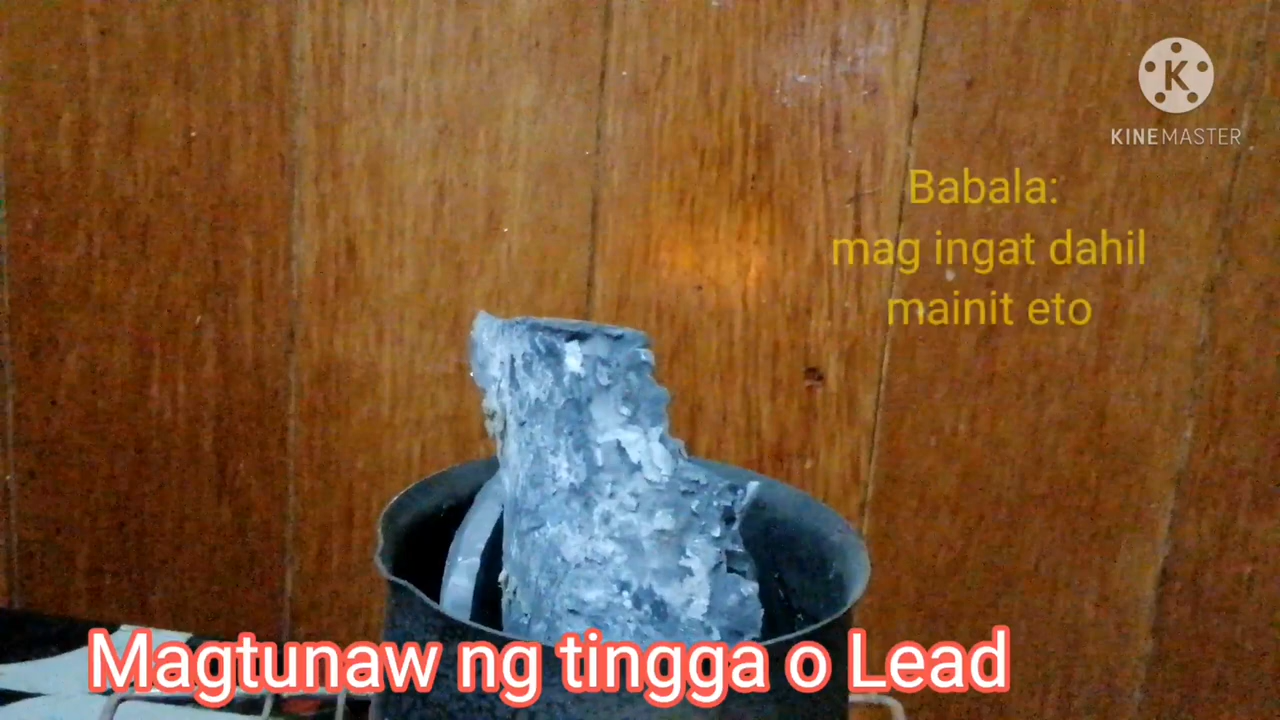 K
KINEMASTER
Babala:
mag ingat dahil
mainit eto
Magtunaw ng tingga o Lead